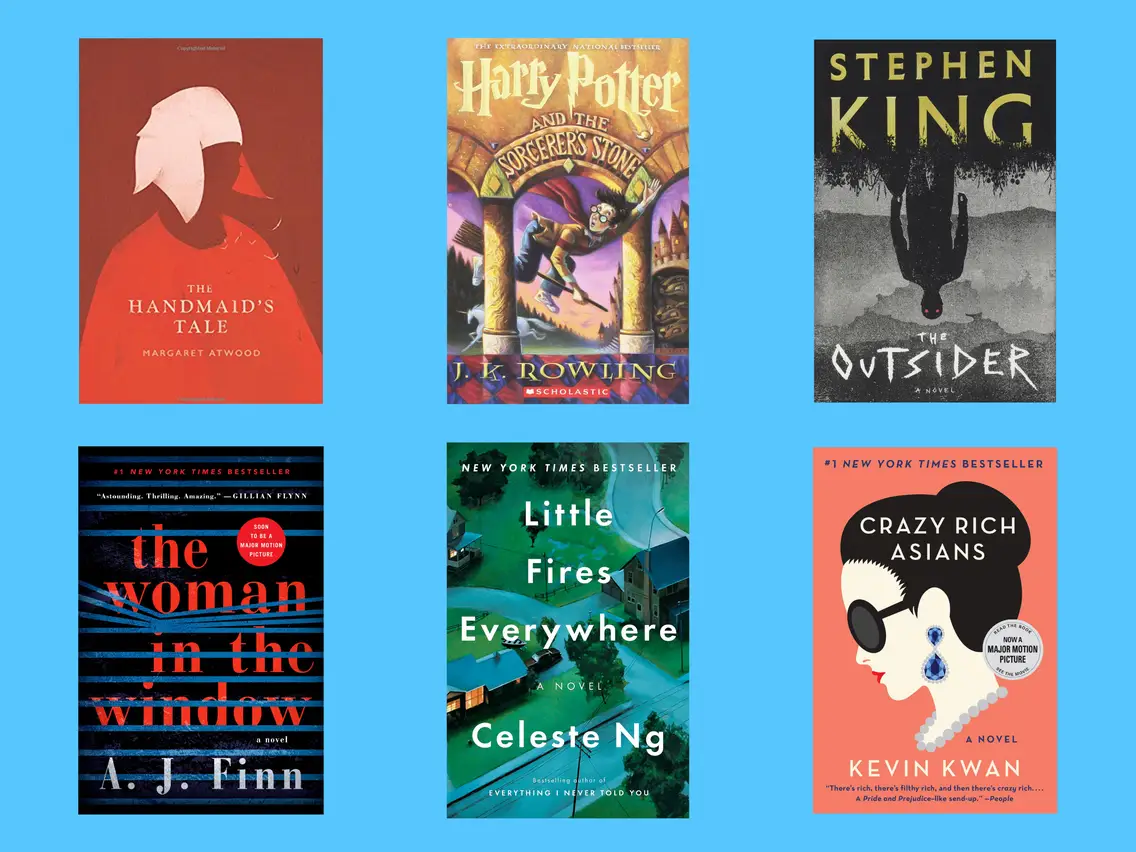 THE
HANDMAID'S
TALE
MARGARET ATWOOD
THE EXTRAORDINARY NATIONAL BESTSELLER
Harry Potter
AND THE
SORCERER'S STONE
J. K. ROWLING
SCHOLASTIC
STEPHEN
KING
THE
OUTSIDER
A NOVEL
#1 NEW YORK TIMES BESTSELLER
"Astounding. Thrilling. Amazing." —GILLIAN FLYNN
SOON
TO BE A
MAJOR MOTION
PICTURE
the
woman
in the
window
a novel
A. J. Finn
NEW YORK TIMES BESTSELLER
Little
Fires
Everywhere
A NOVEL
Celeste Ng
Bestselling author of
EVERYTHING I NEVER TOLD YOU
#1 NEW YORK TIMES BESTSELLER
CRAZY RICH
ASIANS
READ THE BOOK
NOW A
MAJOR MOTION
PICTURE
SEE THE MOVIE
A NOVEL
KEVIN KWAN
"There's rich, there's filthy rich, and then there's crazy rich....
A Pride and Prejudice–like send-up." —People